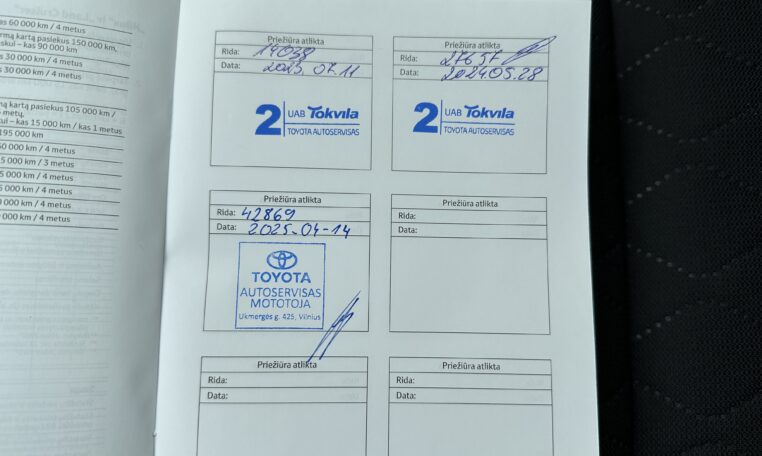 as 60 000 km / 4 metus
rmą kartą pasiekus 150 000 km,
skui – kas 90 000 km
s 30 000 km / 4 metus
s 30 000 km / 4 metus
mą kartą pasiekus 105 000 km /
metų,
kui – kas 15 000 km / kas 1 metus
195 000 km
0 000 km / 4 metus
5 000 km / 3 metus
5 000 km / 4 metus
5 000 km / 4 metus
000 km / 4 metus
000 km / 4 metus
Priežiūra atlikta
Rida: 14038
Data: 2023.07.11
2 UAB Tokvila
TOYOTA AUTOSERVISAS
Priežiūra atlikta
Rida: 27657
Data: 2024.05.28
2 UAB Tokvila
TOYOTA AUTOSERVISAS
Priežiūra atlikta
Rida: 42869
Data: 2025-04-14
TOYOTA
AUTOSERVISAS
MOTOTOJA
Ukmergės g. 425, Vilnius
Priežiūra atlikta
Rida:
Data:
Priežiūra atlikta
Rida:
Data:
Priežiūra atlikta
Rida:
Data: